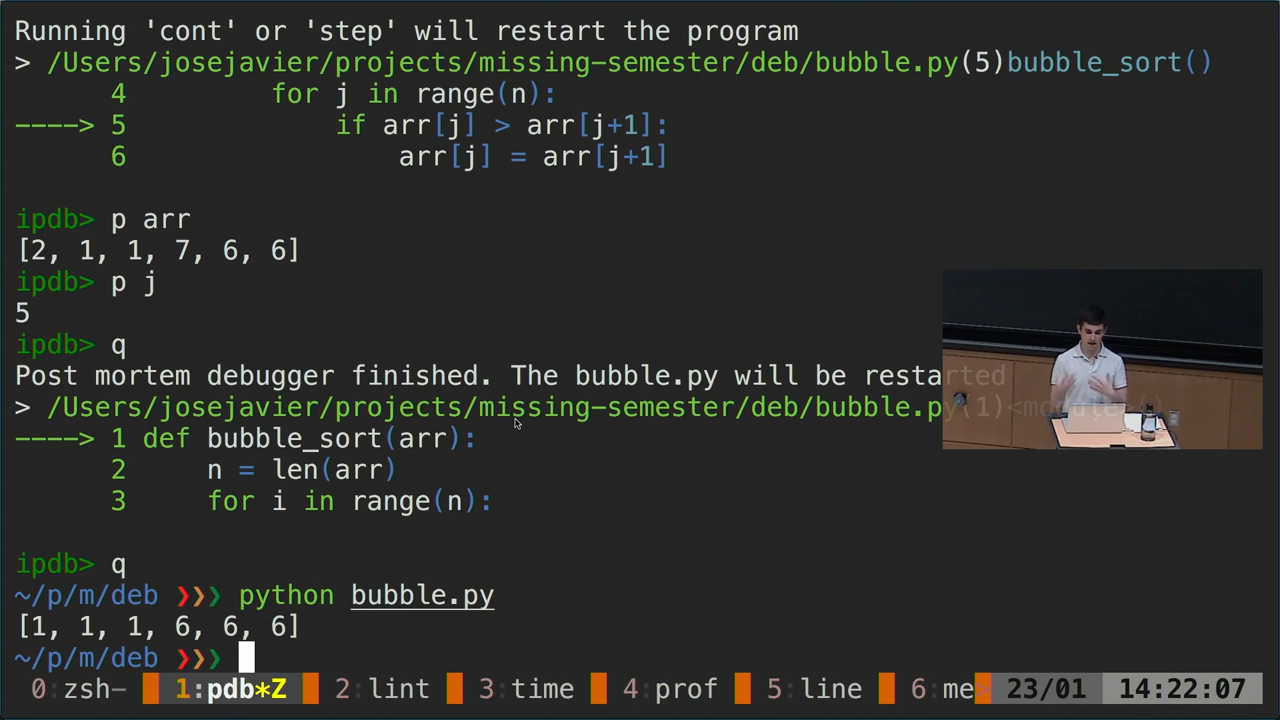 Running 'cont' or 'step' will restart the program
> /Users/josejavier/projects/missing-semester/deb/bubble.py(5)bubble_sort()
4 for j in range(n):
----> 5 if arr[j] > arr[j+1]:
6 arr[j] = arr[j+1]
ipdb> p arr
[2, 1, 1, 7, 6, 6]
ipdb> p j
5
ipdb> q
Post mortem debugger finished. The bubble.py will be restarted
> /Users/josejavier/projects/missing-semester/deb/bubble.py(1)<module>()
----> 1 def bubble_sort(arr):
2 n = len(arr)
3 for i in range(n):
ipdb> q
~/p/m/deb ❯❯❯ python bubble.py
[1, 1, 1, 6, 6, 6]
~/p/m/deb ❯❯❯
0:zsh- 1:pdb*Z 2:lint 3:time 4:prof 5:line 6:me> 23/01 14:22:07